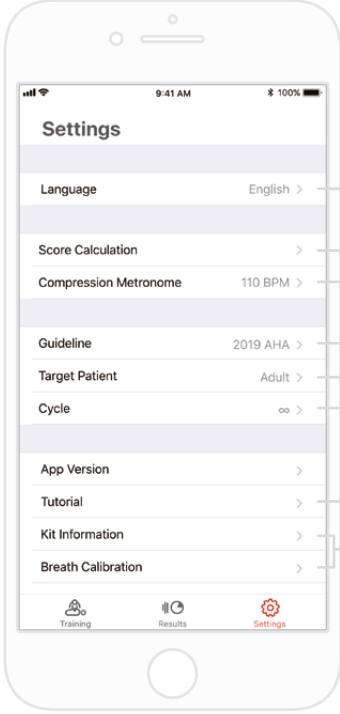 9:41 AM
100%
Settings
Language English
Score Calculation
Compression Metronome 110 BPM
Guideline 2019 AHA
Target Patient Adult
Cycle ∞
App Version
Tutorial
Kit Information
Breath Calibration
Training Results Settings